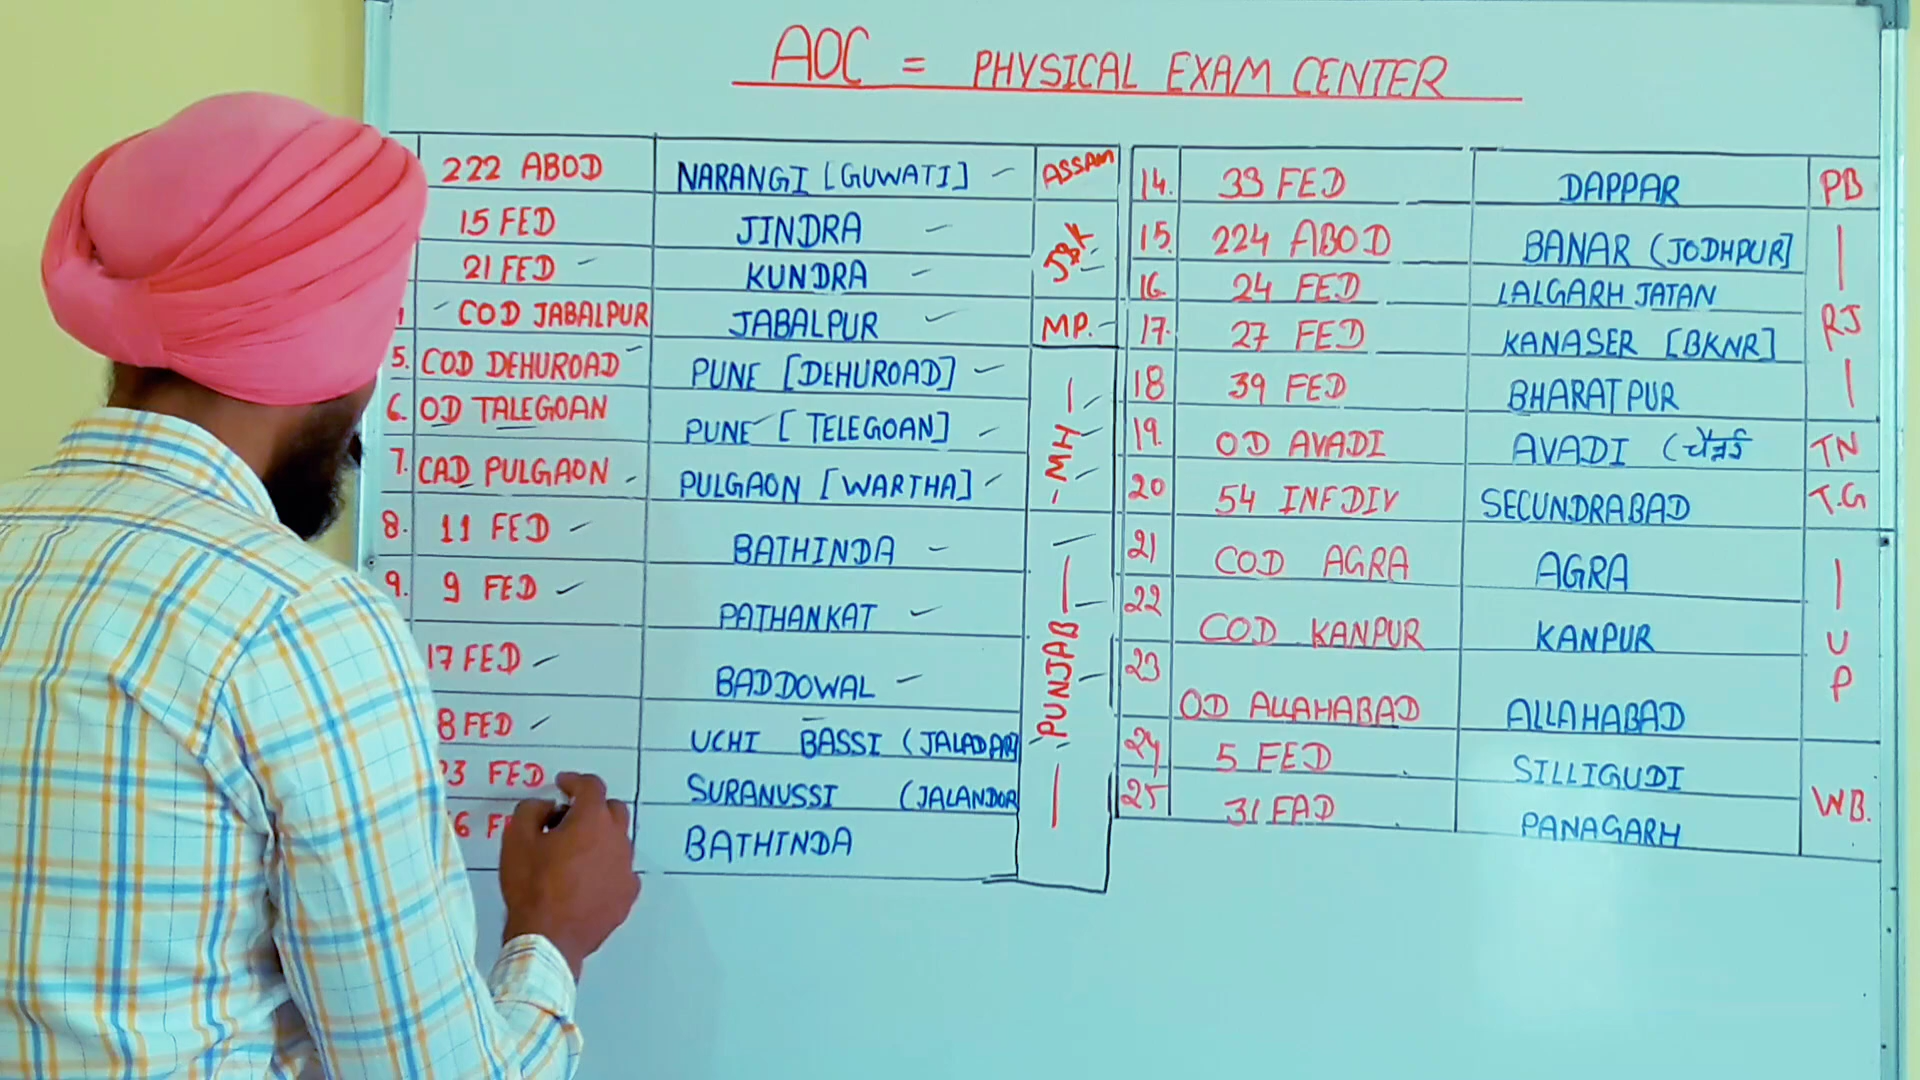 AOC = PHYSICAL EXAM CENTER
222 ABOD NARANGI [GUWATI] ASSAM
15 FED JINDRA J&K
21 FED KUNDRA
COD JABALPUR JABALPUR MP.
5. COD DEHUROAD PUNE [DEHUROAD] MH
6. OD TALEGOAN PUNE [TELEGOAN]
7. CAD PULGAON PULGAON [WARTHA]
8. 11 FED BATHINDA PUNJAB
9. 9 FED PATHANKAT
17 FED BADDOWAL
8 FED UCHI BASSI (JALADAR]
3 FED SURANUSSI (JALANDOR
6 BATHINDA
14. 33 FED DAPPAR PB
15. 224 ABOD BANAR (JODHPUR] RJ
16 24 FED LALGARH JATAN
17. 27 FED KANASER [BKNR]
18 39 FED BHARATPUR
19. OD AVADI AVADI ( TN
20 54 INFDIV SECUNDRABAD T.G
21 COD AGRA AGRA UP
22 COD KANPUR KANPUR
23 OD ALLAHABAD ALLAHABAD
24 5 FED SILLIGUDI WB.
25 31 FAD PANAGARH